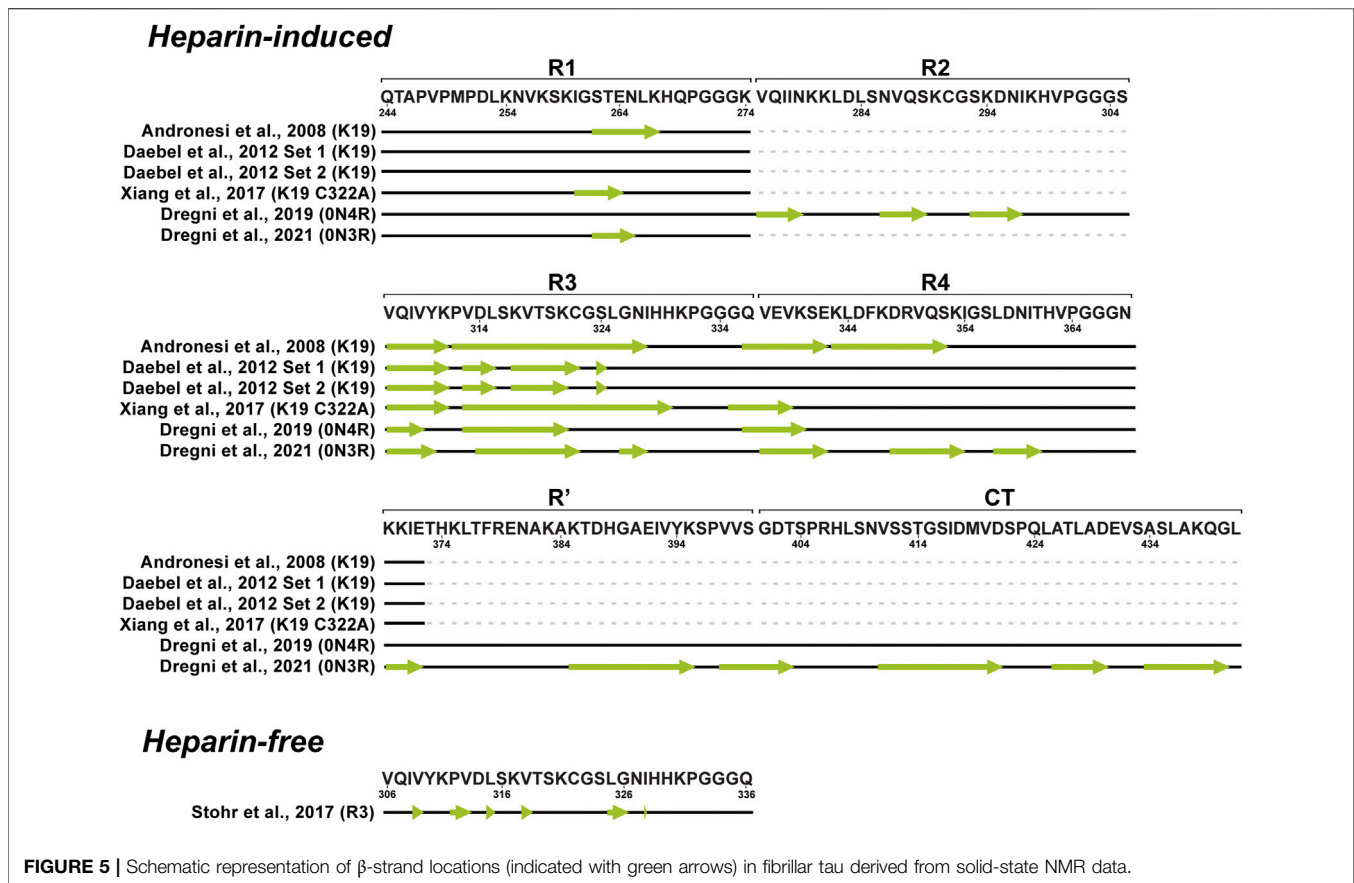 Heparin-induced
R1 R2
QTAPVPMPDLKNVKSKIGSTENLKHQPGGGK VQIINKKLDLSNVQSKCGSKDNIKHVPGGGS
244 254 264 274 284 294 304
Andronesi et al., 2008 (K19)
Daebel et al., 2012 Set 1 (K19)
Daebel et al., 2012 Set 2 (K19)
Xiang et al., 2017 (K19 C322A)
Dregni et al., 2019 (0N4R)
Dregni et al., 2021 (0N3R)
R3 R4
VQIVYKPVDLSKVTSKCGSLGNIHHKPGGGQ VEVKSEKLDFKDRVQSKIGSLDNITHVPGGGN
314 324 334 344 354 364
Andronesi et al., 2008 (K19)
Daebel et al., 2012 Set 1 (K19)
Daebel et al., 2012 Set 2 (K19)
Xiang et al., 2017 (K19 C322A)
Dregni et al., 2019 (0N4R)
Dregni et al., 2021 (0N3R)
R' CT
KKIETHKLTFRENAKAKTDHGAEIVYKSPVVS GDTSPRHLSNVSSTGSIDMVDSPQLATLADEVSASLAKQGL
374 384 394 404 414 424 434
Andronesi et al., 2008 (K19)
Daebel et al., 2012 Set 1 (K19)
Daebel et al., 2012 Set 2 (K19)
Xiang et al., 2017 (K19 C322A)
Dregni et al., 2019 (0N4R)
Dregni et al., 2021 (0N3R)
Heparin-free
VQIVYKPVDLSKVTSKCGSLGNIHHKPGGGQ
306 316 326 336
Stohr et al., 2017 (R3)
FIGURE 5 | Schematic representation of β-strand locations (indicated with green arrows) in fibrillar tau derived from solid-state NMR data.